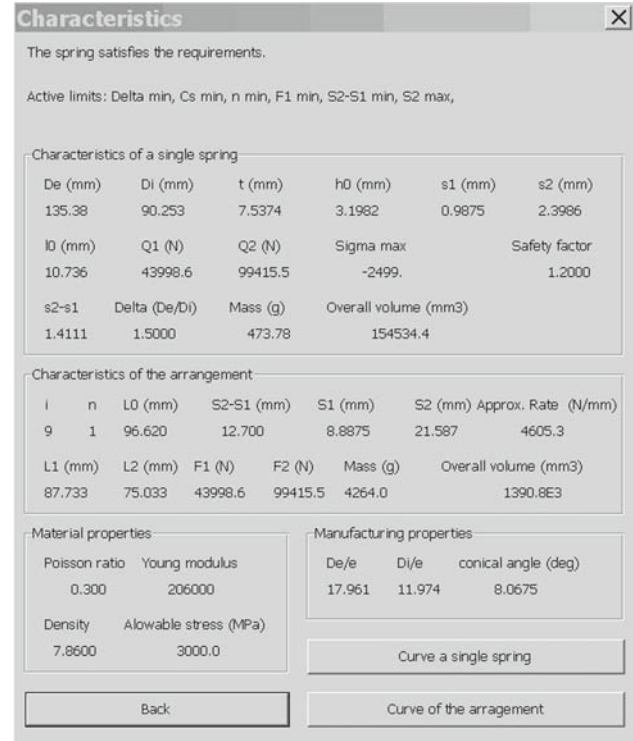 Characteristics
The spring satisfies the requirements.
Active limits: Delta min, Cs min, n min, F1 min, S2-S1 min, S2 max,
Characteristics of a single spring
De (mm) Di (mm) t (mm) h0 (mm) s1 (mm) s2 (mm)
135.38 90.253 7.5374 3.1982 0.9875 2.3986
l0 (mm) Q1 (N) Q2 (N) Sigma max Safety factor
10.736 43998.6 99415.5 -2499. 1.2000
s2-s1 Delta (De/Di) Mass (g) Overall volume (mm3)
1.4111 1.5000 473.78 154534.4
Characteristics of the arrangement
i n L0 (mm) S2-S1 (mm) S1 (mm) S2 (mm) Approx. Rate (N/mm)
9 1 96.620 12.700 8.8875 21.587 4605.3
L1 (mm) L2 (mm) F1 (N) F2 (N) Mass (g) Overall volume (mm3)
87.733 75.033 43998.6 99415.5 4264.0 1390.8E3
Material properties
Poisson ratio Young modulus
0.300 206000
Density Alowable stress (MPa)
7.8600 3000.0
Manufacturing properties
De/e Di/e conical angle (deg)
17.961 11.974 8.0675
Curve a single spring
Back
Curve of the arragement